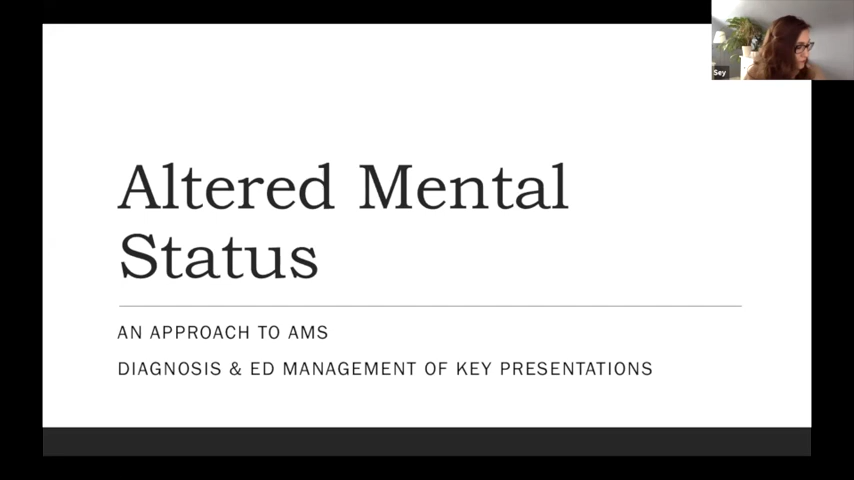 Altered Mental
Status
AN APPROACH TO AMS
DIAGNOSIS & ED MANAGEMENT OF KEY PRESENTATIONS
Sey